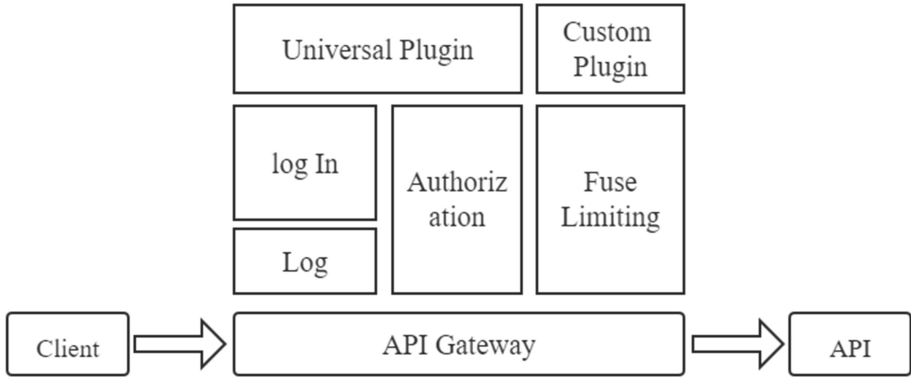 Universal Plugin
Custom
Plugin
log In
Authoriz
ation
Fuse
Limiting
Log
Client
API Gateway
API